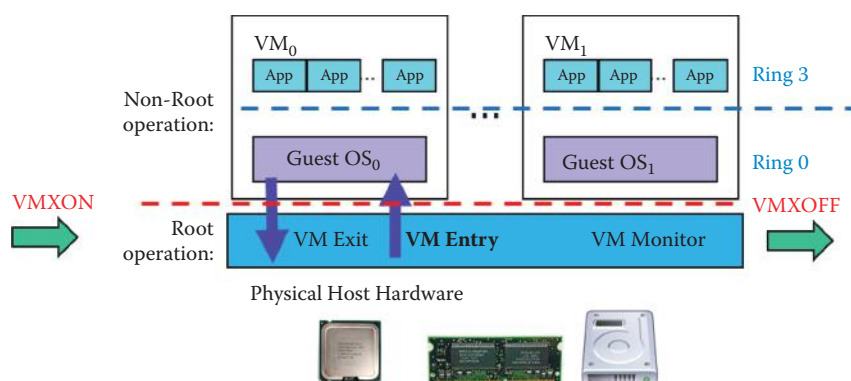 VM0
App App ... App
VM1
App App ... App
Ring 3
Non-Root
operation:
...
Guest OS0
Guest OS1
Ring 0
VMXON
VMXOFF
Root
operation:
VM Exit
VM Entry
VM Monitor
Physical Host Hardware